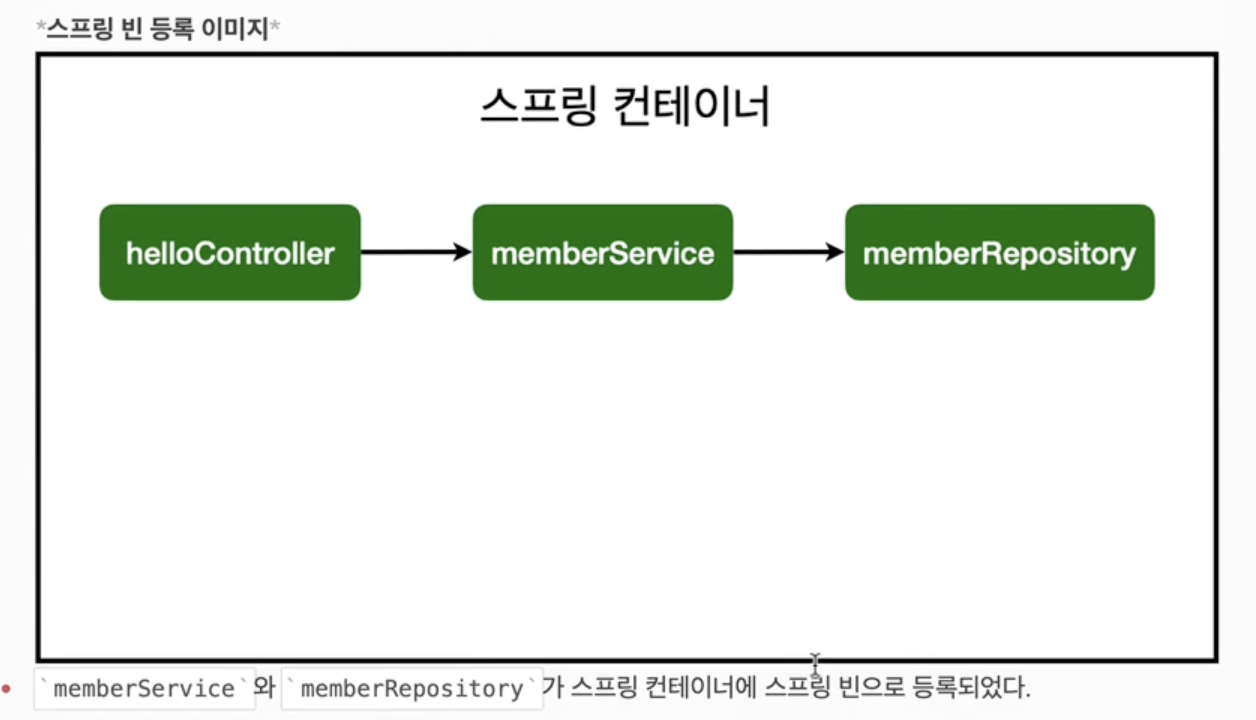 *스프링 빈 등록 이미지*
스프링 컨테이너
helloController memberService memberRepository
`memberService`와 `memberRepository`가 스프링 컨테이너에 스프링 빈으로 등록되었다.